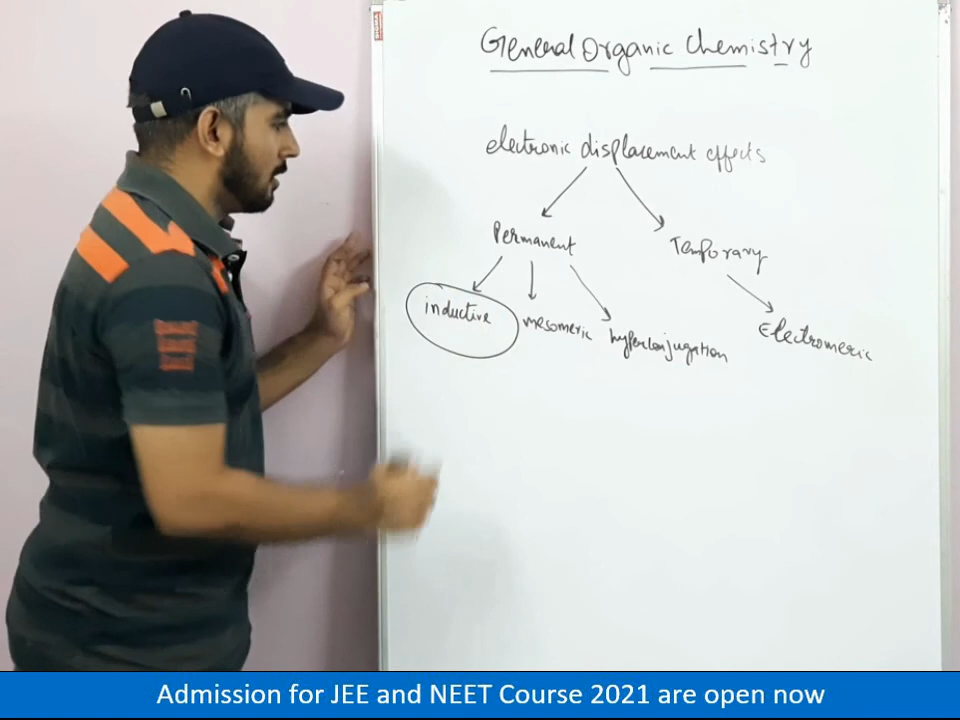 General Organic Chemistry
electronic displacement effects
Permanent
Temporary
inductive
mesomeric
hyperconjugation
Electromeric
Admission for JEE and NEET Course 2021 are open now